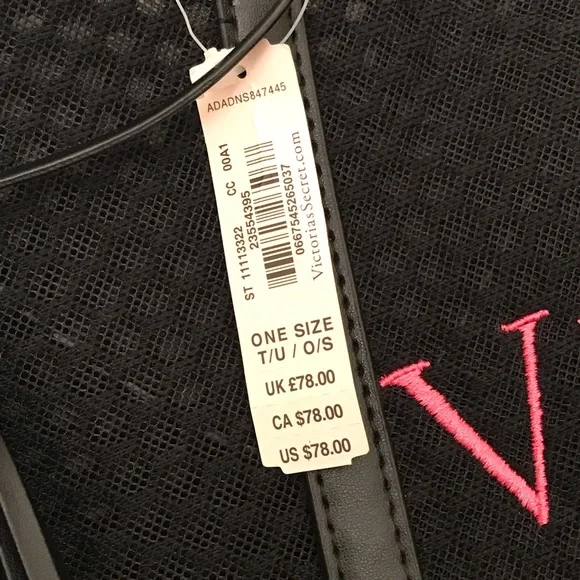 ADADNS847445
ST 11113322 CC 00A1
23554395
0667545265037
VictoriasSecret.com
ONE SIZE
T/U / O/S
UK £78.00
CA $78.00
US $78.00
V